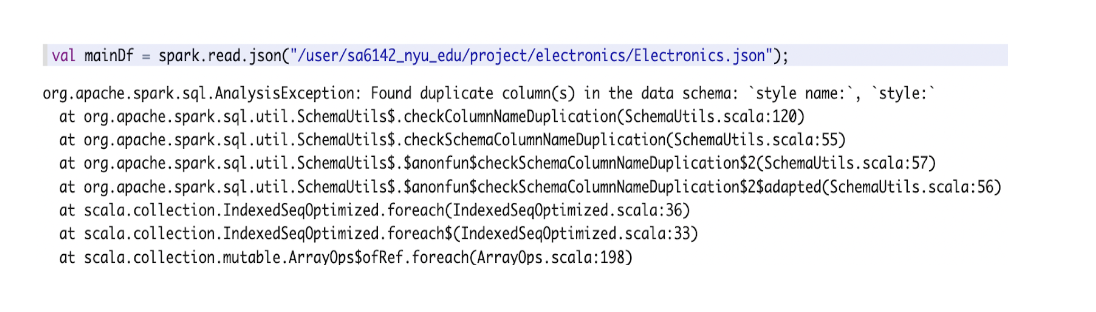 val mainDf = spark.read.json("/user/sa6142_nyu_edu/project/electronics/Electronics.json");
org.apache.spark.sql.AnalysisException: Found duplicate column(s) in the data schema: `style name:`, `style:`
at org.apache.spark.sql.util.SchemaUtils$.checkColumnNameDuplication(SchemaUtils.scala:120)
at org.apache.spark.sql.util.SchemaUtils$.checkSchemaColumnNameDuplication(SchemaUtils.scala:55)
at org.apache.spark.sql.util.SchemaUtils$.$anonfun$checkSchemaColumnNameDuplication$2(SchemaUtils.scala:57)
at org.apache.spark.sql.util.SchemaUtils$.$anonfun$checkSchemaColumnNameDuplication$2$adapted(SchemaUtils.scala:56)
at scala.collection.IndexedSeqOptimized.foreach(IndexedSeqOptimized.scala:36)
at scala.collection.IndexedSeqOptimized.foreach$(IndexedSeqOptimized.scala:33)
at scala.collection.mutable.ArrayOps$ofRef.foreach(ArrayOps.scala:198)